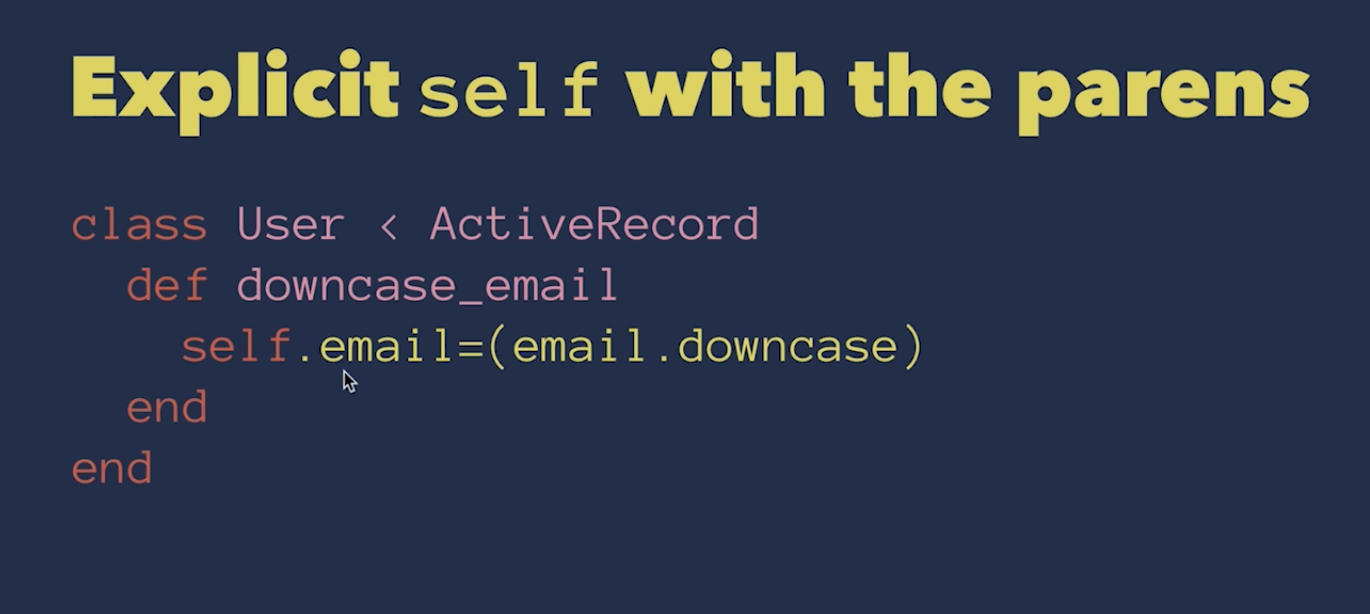 Explicit self with the parens
class User < ActiveRecord
  def downcase_email
    self.email=(email.downcase)
  end
end